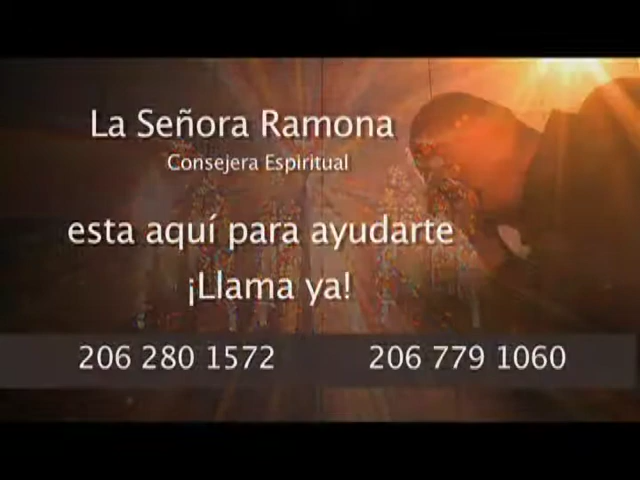 La Señora Ramona
Consejera Espiritual
esta aquí para ayudarte
¡Llama ya!
206 280 1572 206 779 1060